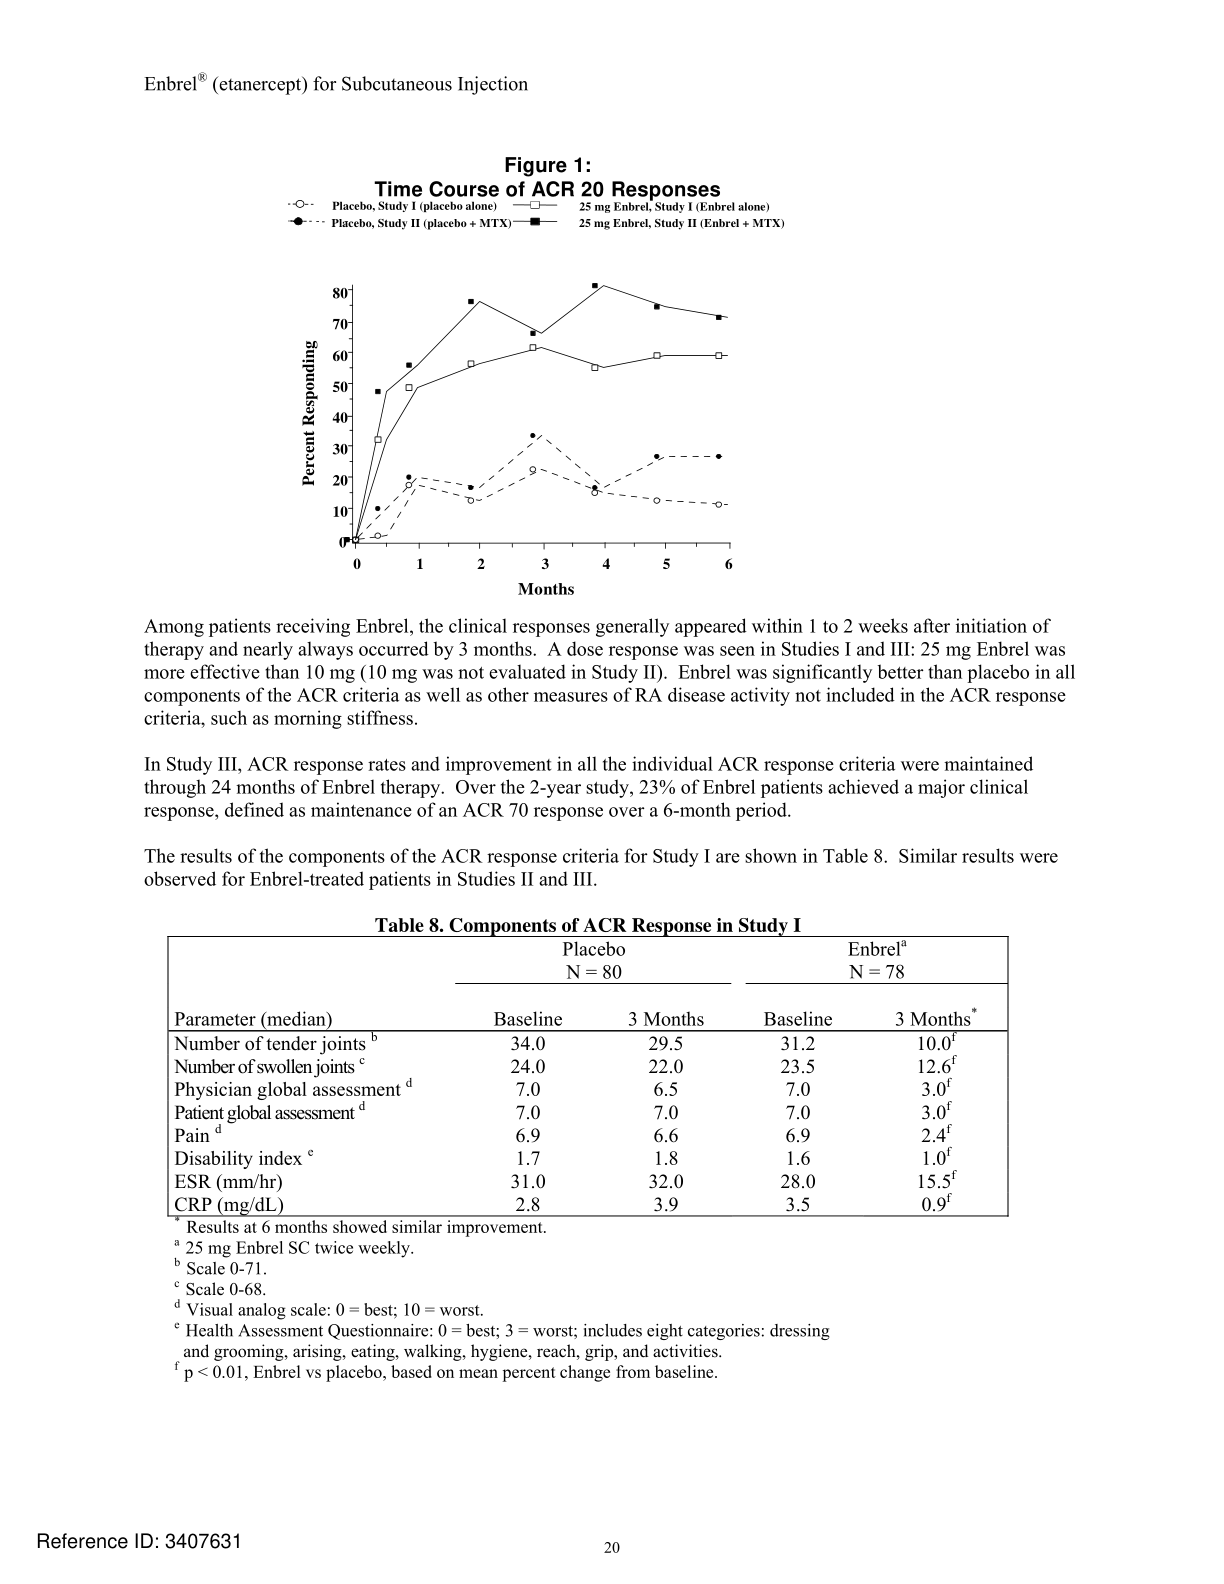 Enbrel® (etanercept) for Subcutaneous Injection
Figure 1:
Time Course of ACR 20 Responses
Placebo, Study I (placebo alone) 25 mg Enbrel, Study I (Enbrel alone)
Placebo, Study II (placebo + MTX) 25 mg Enbrel, Study II (Enbrel + MTX)
80
70
60
50
40
30
20
10
0
Percent Responding
0 1 2 3 4 5 6
Months
Among patients receiving Enbrel, the clinical responses generally appeared within 1 to 2 weeks after initiation of
therapy and nearly always occurred by 3 months. A dose response was seen in Studies I and III: 25 mg Enbrel was
more effective than 10 mg (10 mg was not evaluated in Study II). Enbrel was significantly better than placebo in all
components of the ACR criteria as well as other measures of RA disease activity not included in the ACR response
criteria, such as morning stiffness.
In Study III, ACR response rates and improvement in all the individual ACR response criteria were maintained
through 24 months of Enbrel therapy. Over the 2-year study, 23% of Enbrel patients achieved a major clinical
response, defined as maintenance of an ACR 70 response over a 6-month period.
The results of the components of the ACR response criteria for Study I are shown in Table 8. Similar results were
observed for Enbrel-treated patients in Studies II and III.
Table 8. Components of ACR Response in Study I
Placebo Enbrel^a
N = 80 N = 78
Parameter (median) Baseline 3 Months Baseline 3 Months*
Number of tender joints ^b 34.0 29.5 31.2 10.0^f
Number of swollen joints ^c 24.0 22.0 23.5 12.6^f
Physician global assessment ^d 7.0 6.5 7.0 3.0^f
Patient global assessment ^d 7.0 7.0 7.0 3.0^f
Pain ^d 6.9 6.6 6.9 2.4^f
Disability index ^e 1.7 1.8 1.6 1.0^f
ESR (mm/hr) 31.0 32.0 28.0 15.5^f
CRP (mg/dL) 2.8 3.9 3.5 0.9^f
* Results at 6 months showed similar improvement.
^a 25 mg Enbrel SC twice weekly.
^b Scale 0-71.
^c Scale 0-68.
^d Visual analog scale: 0 = best; 10 = worst.
^e Health Assessment Questionnaire: 0 = best; 3 = worst; includes eight categories: dressing
and grooming, arising, eating, walking, hygiene, reach, grip, and activities.
^f p < 0.01, Enbrel vs placebo, based on mean percent change from baseline.
Reference ID: 3407631
20